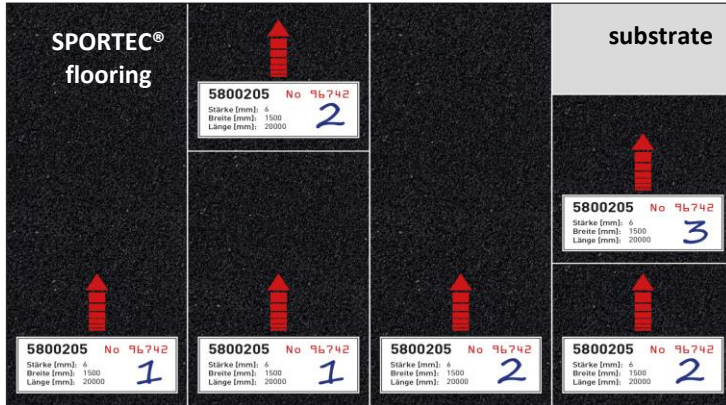 SPORTEC®
flooring
substrate
5800205 No 96742
Stärke [mm]: 6
Breite [mm]: 1500
Länge [mm]: 20000
2
5800205 No 96742
Stärke [mm]: 6
Breite [mm]: 1500
Länge [mm]: 20000
3
5800205 No 96742
Stärke [mm]: 6
Breite [mm]: 1500
Länge [mm]: 20000
1
5800205 No 96742
Stärke [mm]: 6
Breite [mm]: 1500
Länge [mm]: 20000
1
5800205 No 96742
Stärke [mm]: 6
Breite [mm]: 1500
Länge [mm]: 20000
2
5800205 No 96742
Stärke [mm]: 6
Breite [mm]: 1500
Länge [mm]: 20000
2